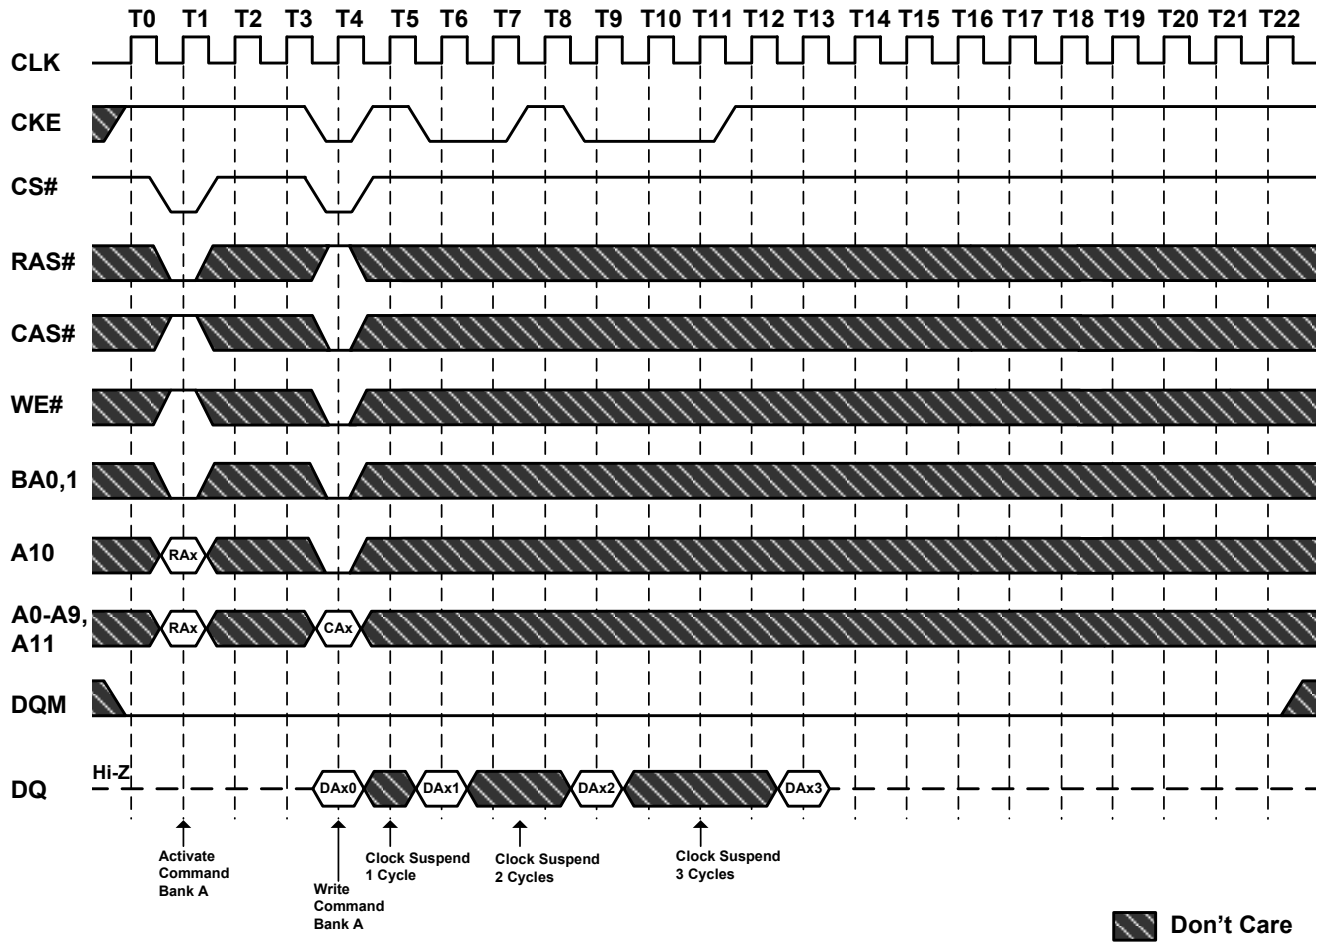 T0 T1 T2 T3 T4 T5 T6 T7 T8 T9 T10 T11 T12 T13 T14 T15 T16 T17 T18 T19 T20 T21 T22
CLK
CKE
CS#
RAS#
CAS#
WE#
BA0,1
A10 RAx
A0-A9,
A11 RAx CAx
DQM
Hi-Z
DQ DAx0 DAx1 DAx2 DAx3
Activate
Command
Bank A
Write
Command
Bank A
Clock Suspend
1 Cycle
Clock Suspend
2 Cycles
Clock Suspend
3 Cycles
Don't Care